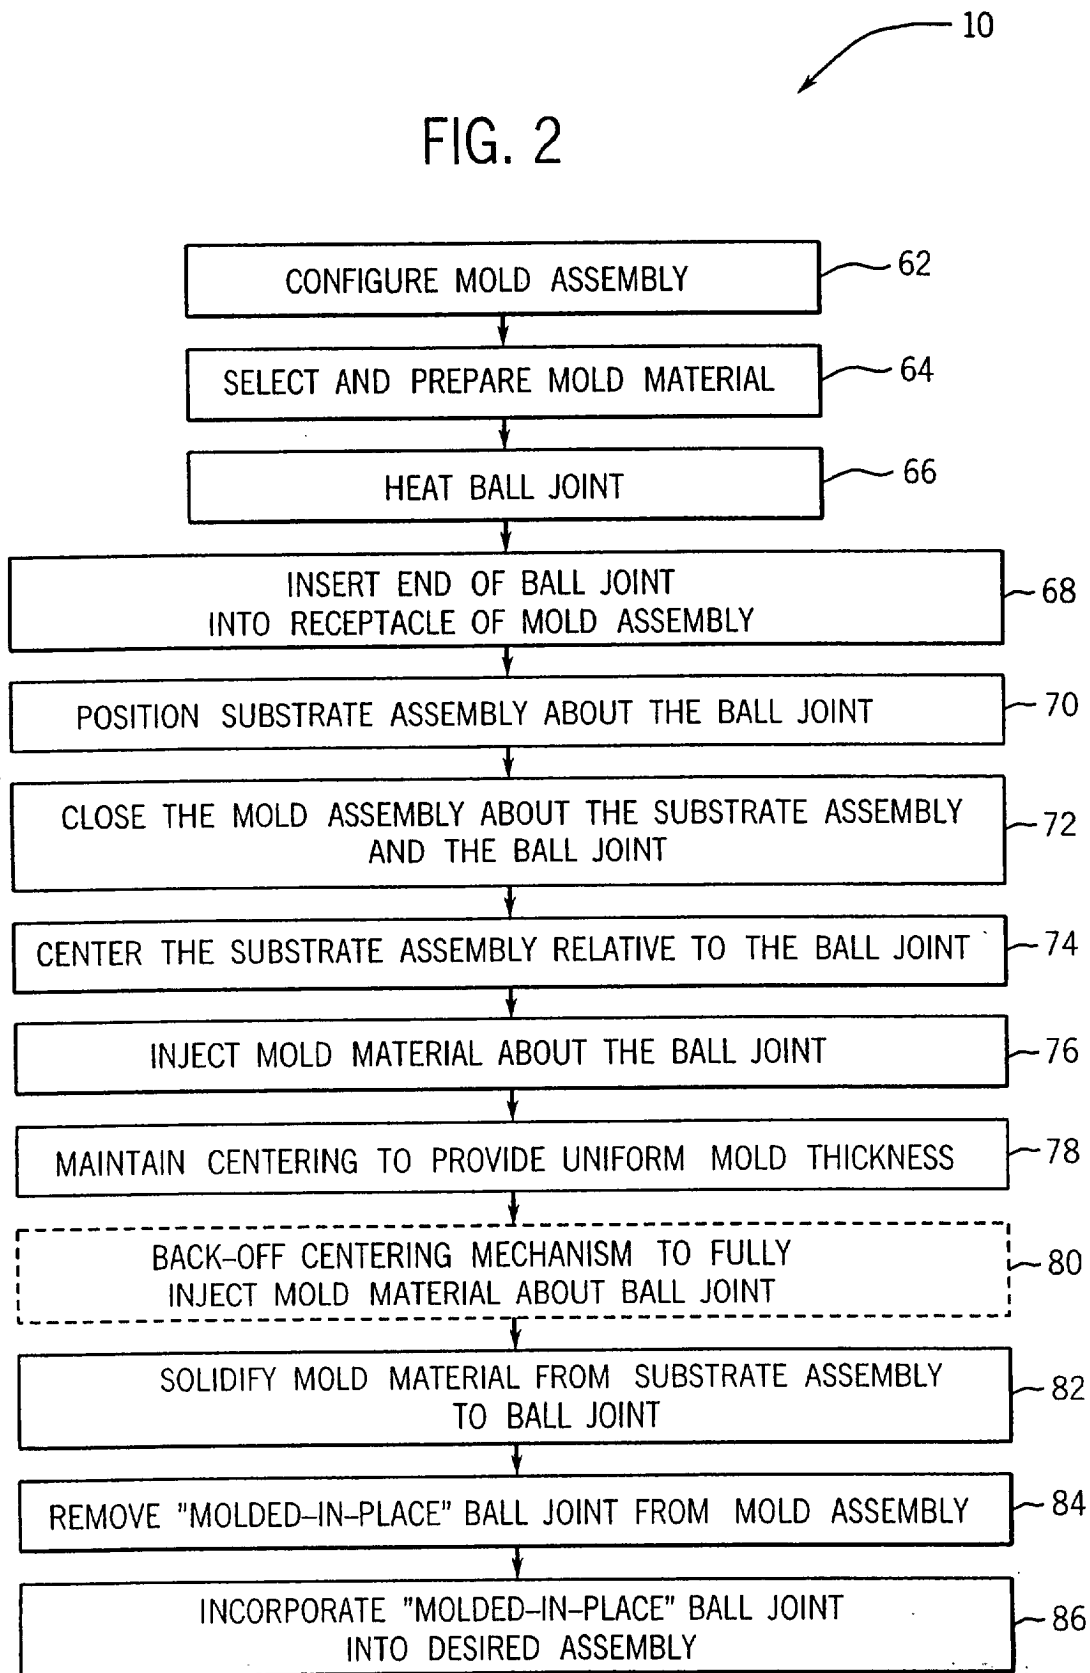 10
FIG. 2
CONFIGURE MOLD ASSEMBLY
62
SELECT AND PREPARE MOLD MATERIAL
64
HEAT BALL JOINT
66
INSERT END OF BALL JOINT
INTO RECEPTACLE OF MOLD ASSEMBLY
68
POSITION SUBSTRATE ASSEMBLY ABOUT THE BALL JOINT
70
CLOSE THE MOLD ASSEMBLY ABOUT THE SUBSTRATE ASSEMBLY
AND THE BALL JOINT
72
CENTER THE SUBSTRATE ASSEMBLY RELATIVE TO THE BALL JOINT
74
INJECT MOLD MATERIAL ABOUT THE BALL JOINT
76
MAINTAIN CENTERING TO PROVIDE UNIFORM MOLD THICKNESS
78
BACK-OFF CENTERING MECHANISM TO FULLY
INJECT MOLD MATERIAL ABOUT BALL JOINT
80
SOLIDIFY MOLD MATERIAL FROM SUBSTRATE ASSEMBLY
TO BALL JOINT
82
REMOVE "MOLDED-IN-PLACE" BALL JOINT FROM MOLD ASSEMBLY
84
INCORPORATE "MOLDED-IN-PLACE" BALL JOINT
INTO DESIRED ASSEMBLY
86